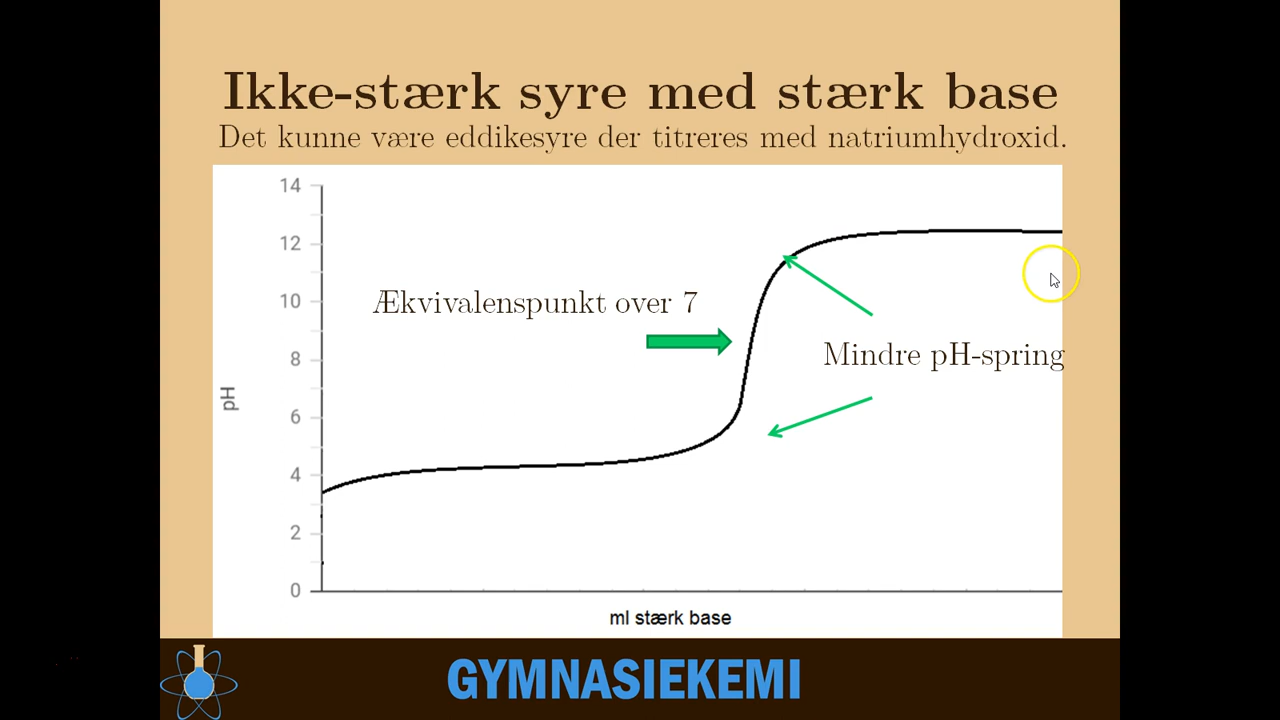 Ikke-stærk syre med stærk base
Det kunne være eddikesyre der titreres med natriumhydroxid.
14
12
10
8
6
4
2
0
pH
Ækvivalenspunkt over 7
Mindre pH-spring
ml stærk base
GYMNASIEKEMI